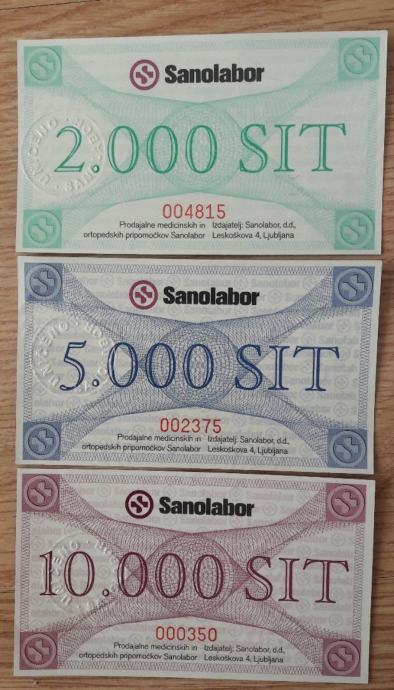 Sanolabor
2.000 SIT
004815
Prodajalne medicinskih in Izdajatelj: Sanolabor, d.d.,
ortopedskih pripomočkov Sanolabor Leskoškova 4, Ljubljana
Sanolabor
5.000 SIT
002375
Prodajalne medicinskih in Izdajatelj: Sanolabor, d.d.,
ortopedskih pripomočkov Sanolabor Leskoškova 4, Ljubljana
Sanolabor
10.000 SIT
000350
Prodajalne medicinskih in Izdajatelj: Sanolabor, d.d.,
ortopedskih pripomočkov Sanolabor Leskoškova 4, Ljubljana